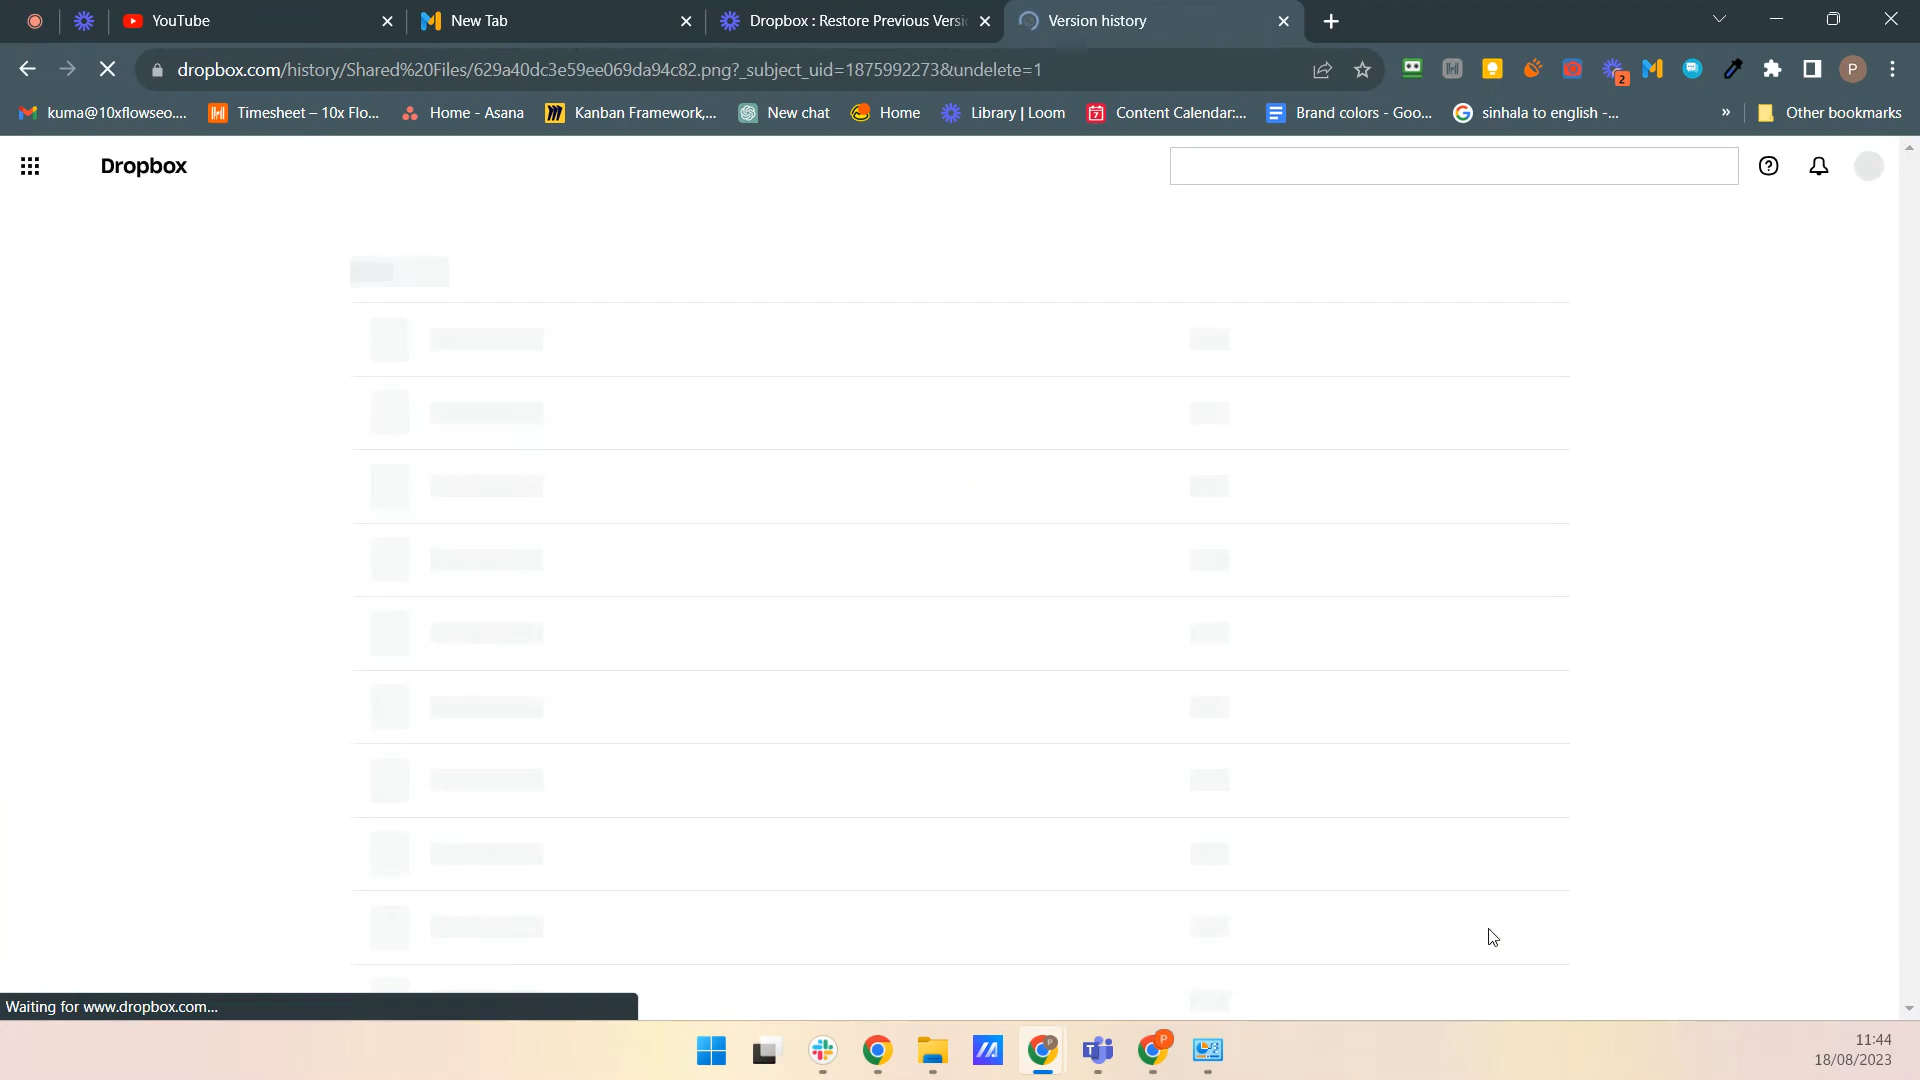 YouTube
New Tab
Dropbox : Restore Previous Versi
Version history
dropbox.com/history/Shared%20Files/629a40dc3e59ee069da94c82.png?_subject_uid=1875992273&undelete=1
2
P
kuma@10xflowseo....
Timesheet – 10x Flo...
Home - Asana
Kanban Framework,...
New chat
Home
Library | Loom
7
Content Calendar:...
Brand colors - Goo...
sinhala to english -...
»
Other bookmarks
Dropbox
Waiting for www.dropbox.com...
P
P
11:44
18/08/2023